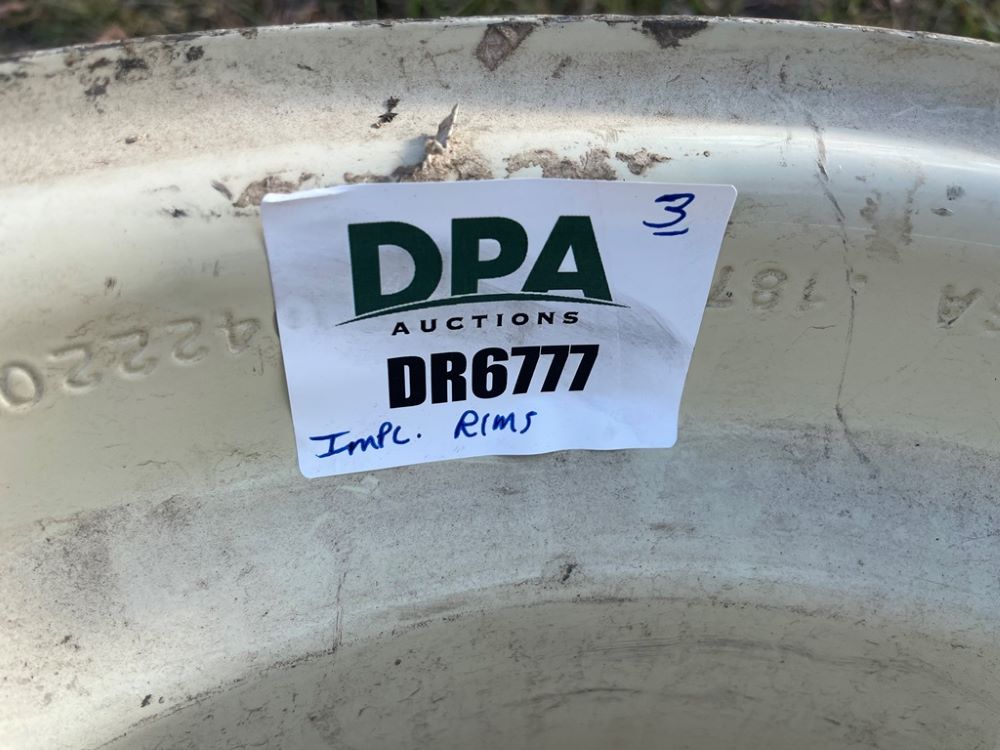 3
DPA
AUCTIONS
DR6777
IMPL. RIMS